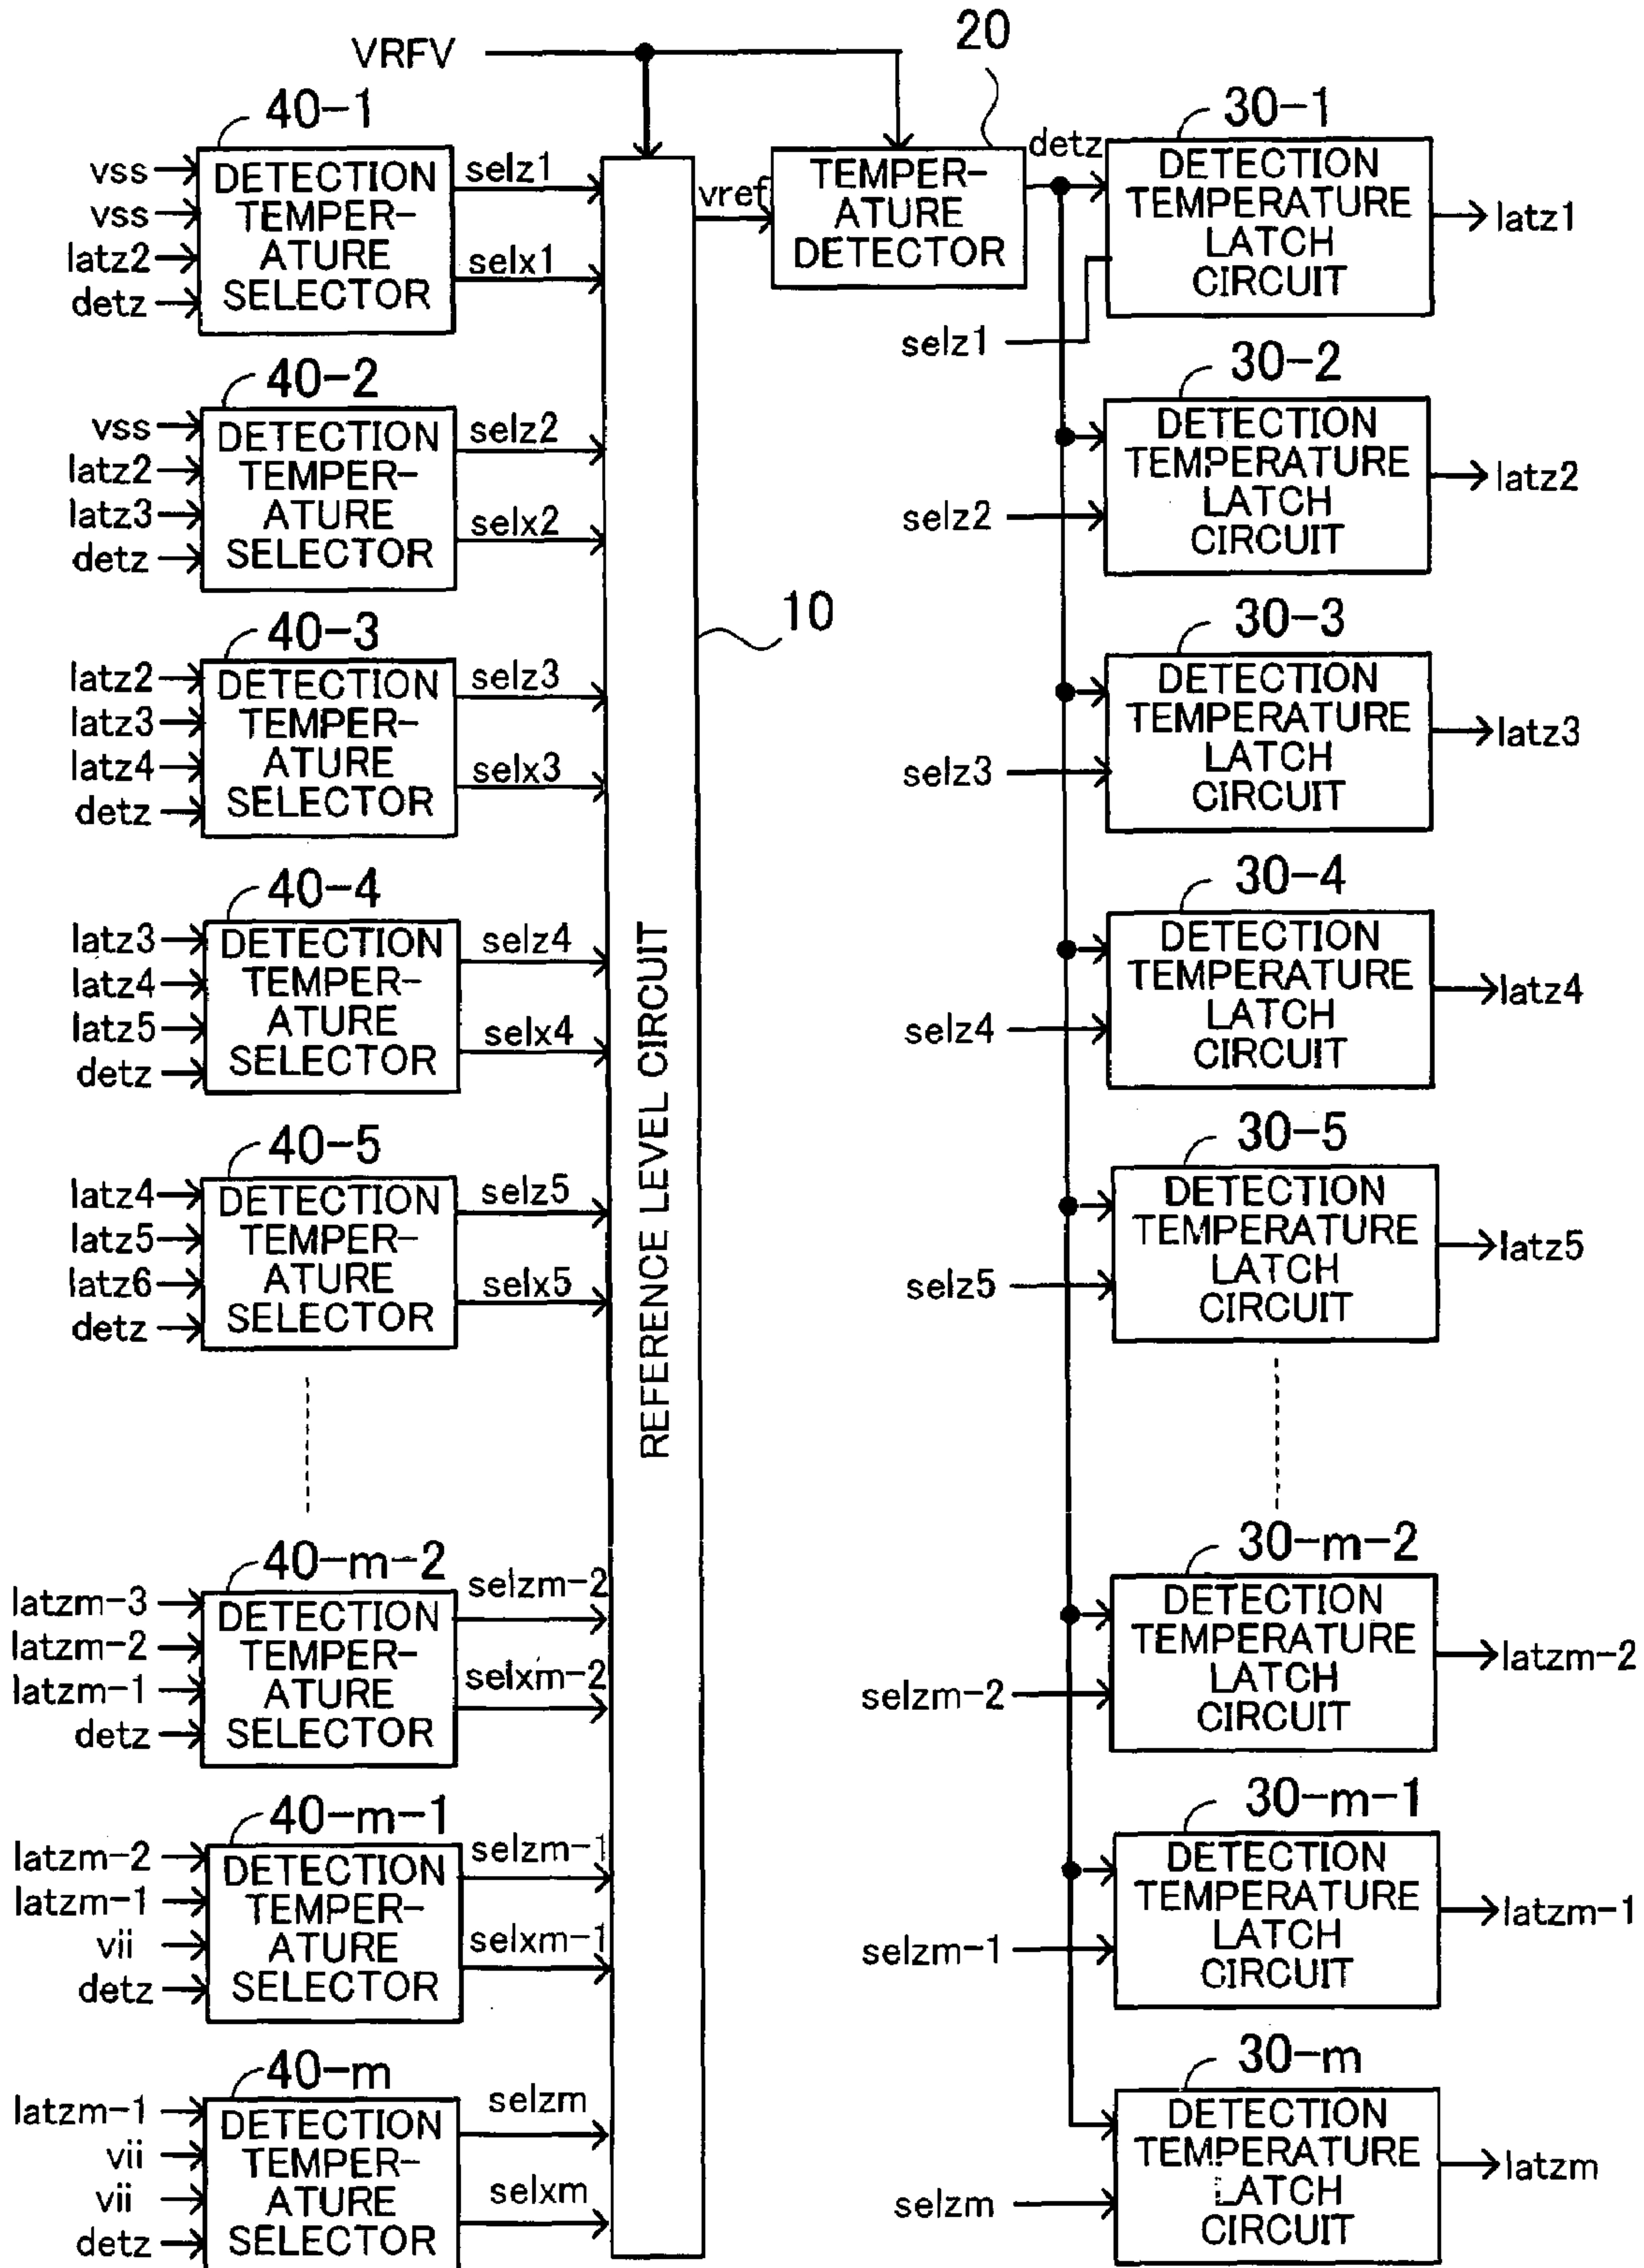 VRFV
20
40-1
vss
vss
latz2
detz
DETECTION
TEMPER-
ATURE
SELECTOR
selz1
selx1
vref
TEMPER-
ATURE
DETECTOR
detz
30-1
DETECTION
TEMPERATURE
LATCH
CIRCUIT
latz1
selz1
40-2
vss
latz2
latz3
detz
DETECTION
TEMPER-
ATURE
SELECTOR
selz2
selx2
30-2
DETECTION
TEMPERATURE
LATCH
CIRCUIT
latz2
selz2
10
40-3
latz2
latz3
latz4
detz
DETECTION
TEMPER-
ATURE
SELECTOR
selz3
selx3
30-3
DETECTION
TEMPERATURE
LATCH
CIRCUIT
latz3
selz3
40-4
latz3
latz4
latz5
detz
DETECTION
TEMPER-
ATURE
SELECTOR
selz4
selx4
REFERENCE LEVEL CIRCUIT
30-4
DETECTION
TEMPERATURE
LATCH
CIRCUIT
latz4
selz4
40-5
latz4
latz5
latz6
detz
DETECTION
TEMPER-
ATURE
SELECTOR
selz5
selx5
30-5
DETECTION
TEMPERATURE
LATCH
CIRCUIT
latz5
selz5
40-m-2
latzm-3
latzm-2
latzm-1
detz
DETECTION
TEMPER-
ATURE
SELECTOR
selzm-2
selxm-2
30-m-2
DETECTION
TEMPERATURE
LATCH
CIRCUIT
latzm-2
selzm-2
40-m-1
latzm-2
latzm-1
vii
detz
DETECTION
TEMPER-
ATURE
SELECTOR
selzm-1
selxm-1
30-m-1
DETECTION
TEMPERATURE
LATCH
CIRCUIT
latzm-1
selzm-1
40-m
latzm-1
vii
vii
detz
DETECTION
TEMPER-
ATURE
SELECTOR
selzm
selxm
30-m
DETECTION
TEMPERATURE
LATCH
CIRCUIT
latzm
selzm